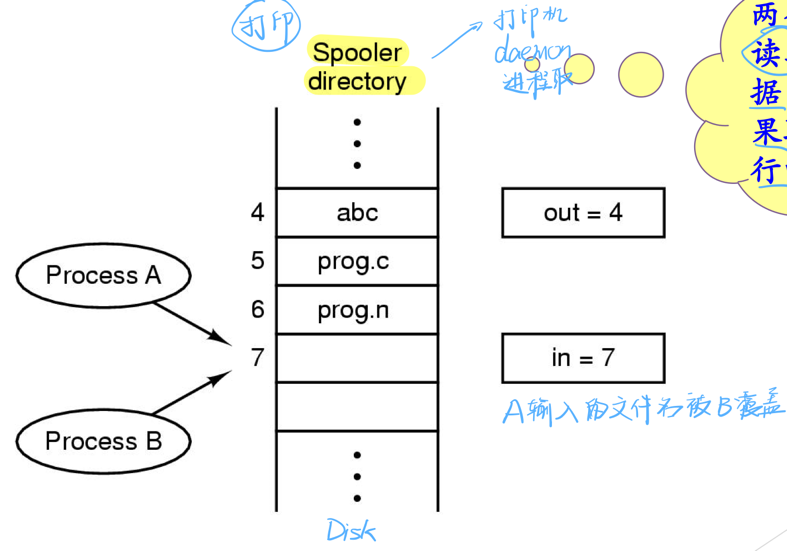 打印
Spooler
directory
打印机
daemon
进程取
两
读
据
果
行
4 abc out = 4
5 prog.c
Process A
6 prog.n
7 in = 7
A输入的文件名被B覆盖
Process B
Disk